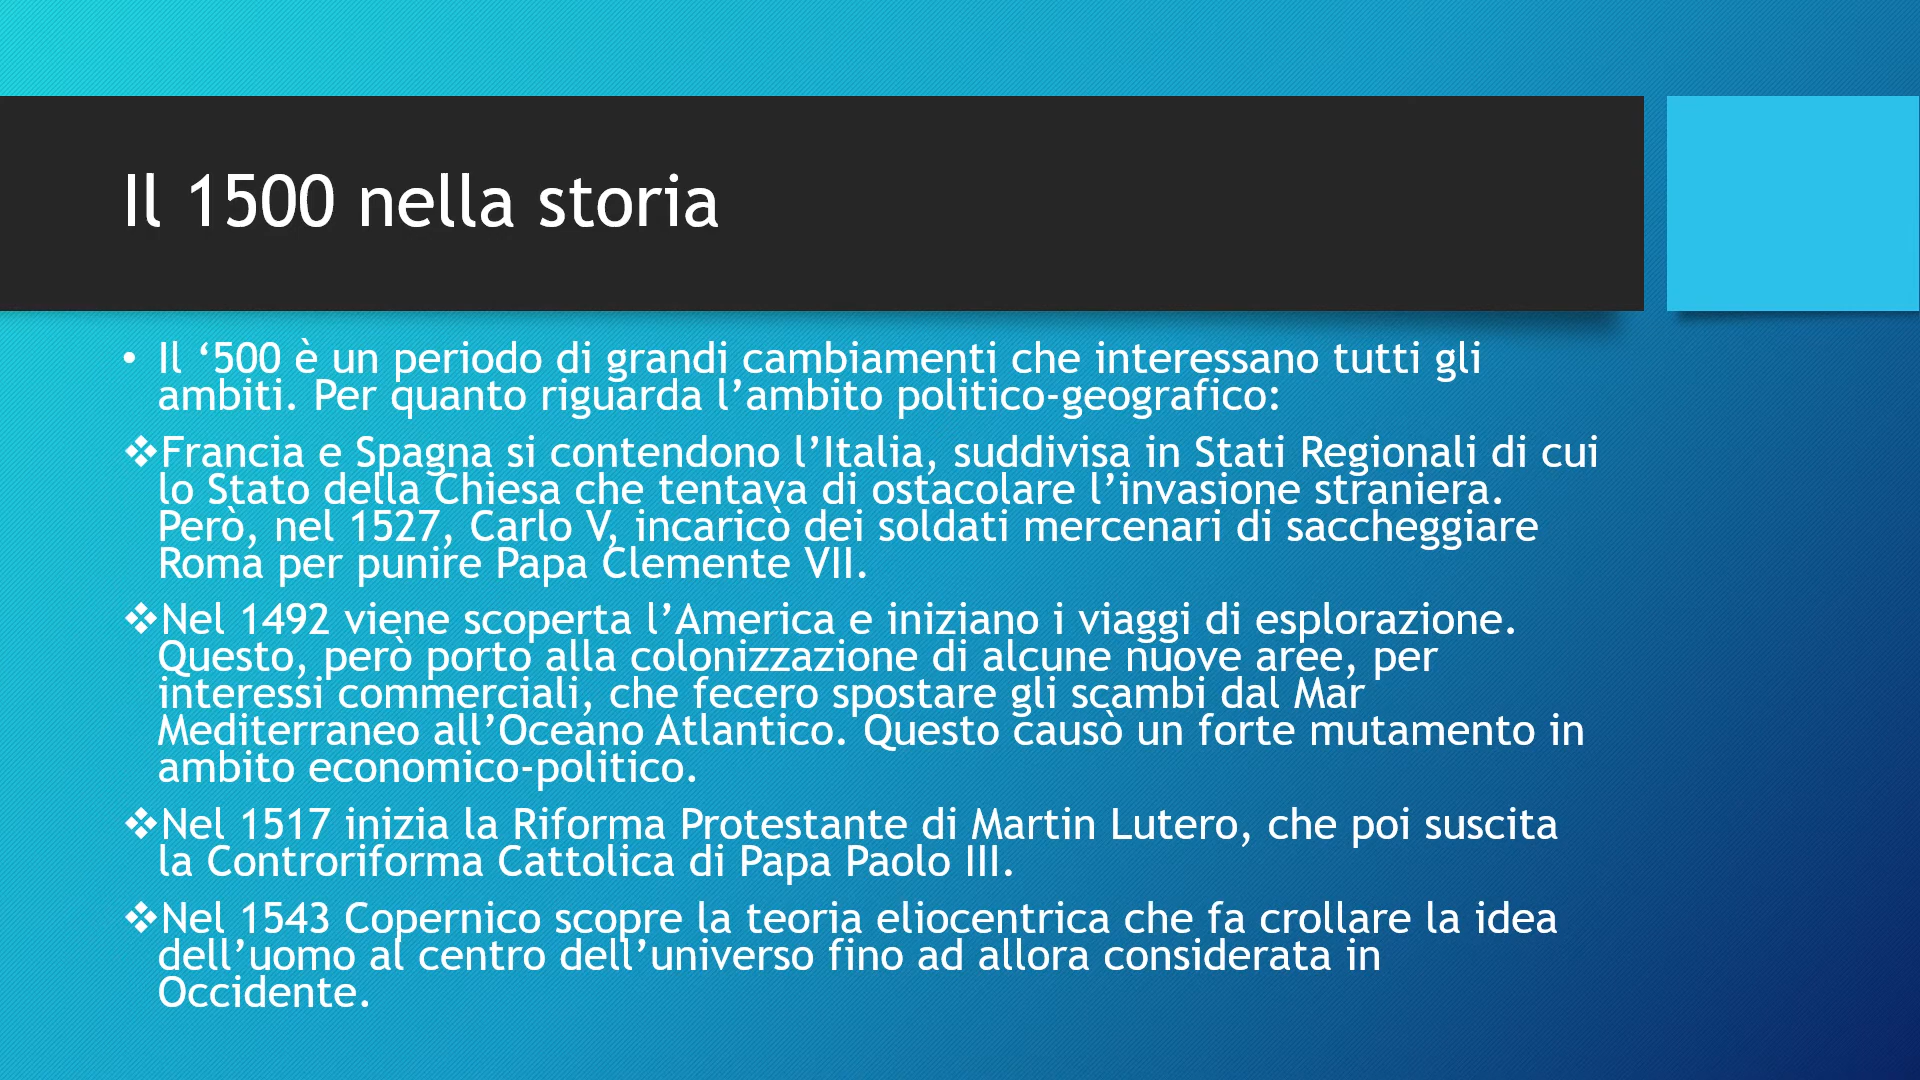 Il 1500 nella storia
• Il ‘500 è un periodo di grandi cambiamenti che interessano tutti gli
ambiti. Per quanto riguarda l’ambito politico-geografico:
❖Francia e Spagna si contendono l’Italia, suddivisa in Stati Regionali di cui
lo Stato della Chiesa che tentava di ostacolare l’invasione straniera.
Però, nel 1527, Carlo V, incaricò dei soldati mercenari di saccheggiare
Roma per punire Papa Clemente VII.
❖Nel 1492 viene scoperta l’America e iniziano i viaggi di esplorazione.
Questo, però porto alla colonizzazione di alcune nuove aree, per
interessi commerciali, che fecero spostare gli scambi dal Mar
Mediterraneo all’Oceano Atlantico. Questo causò un forte mutamento in
ambito economico-politico.
❖Nel 1517 inizia la Riforma Protestante di Martin Lutero, che poi suscita
la Controriforma Cattolica di Papa Paolo III.
❖Nel 1543 Copernico scopre la teoria eliocentrica che fa crollare la idea
dell’uomo al centro dell’universo fino ad allora considerata in
Occidente.